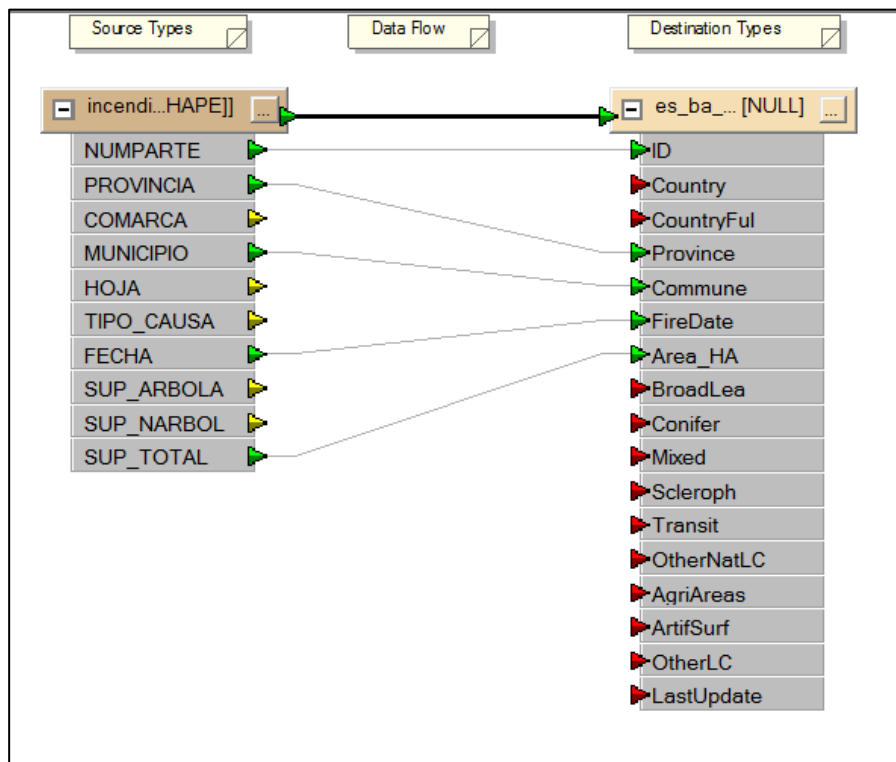 Source Types
Data Flow
Destination Types
incendi...HAPE]] ...
es_ba_... [NULL] ...
NUMPARTE
PROVINCIA
COMARCA
MUNICIPIO
HOJA
TIPO_CAUSA
FECHA
SUP_ARBOLA
SUP_NARBOL
SUP_TOTAL
ID
Country
CountryFul
Province
Commune
FireDate
Area_HA
BroadLea
Conifer
Mixed
Scleroph
Transit
OtherNatLC
AgriAreas
ArtifSurf
OtherLC
LastUpdate